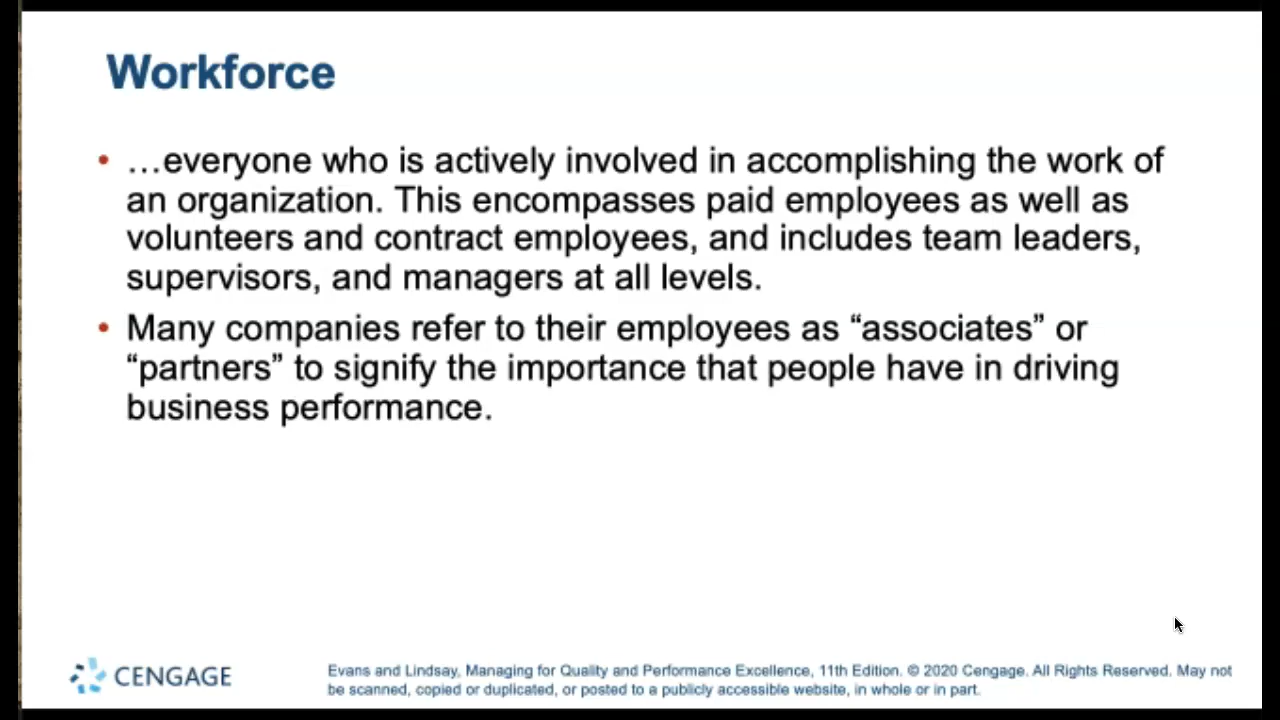 Workforce
• …everyone who is actively involved in accomplishing the work of
an organization. This encompasses paid employees as well as
volunteers and contract employees, and includes team leaders,
supervisors, and managers at all levels.
• Many companies refer to their employees as “associates” or
“partners” to signify the importance that people have in driving
business performance.
CENGAGE
Evans and Lindsay, Managing for Quality and Performance Excellence, 11th Edition. © 2020 Cengage. All Rights Reserved. May not
be scanned, copied or duplicated, or posted to a publicly accessible website, in whole or in part.